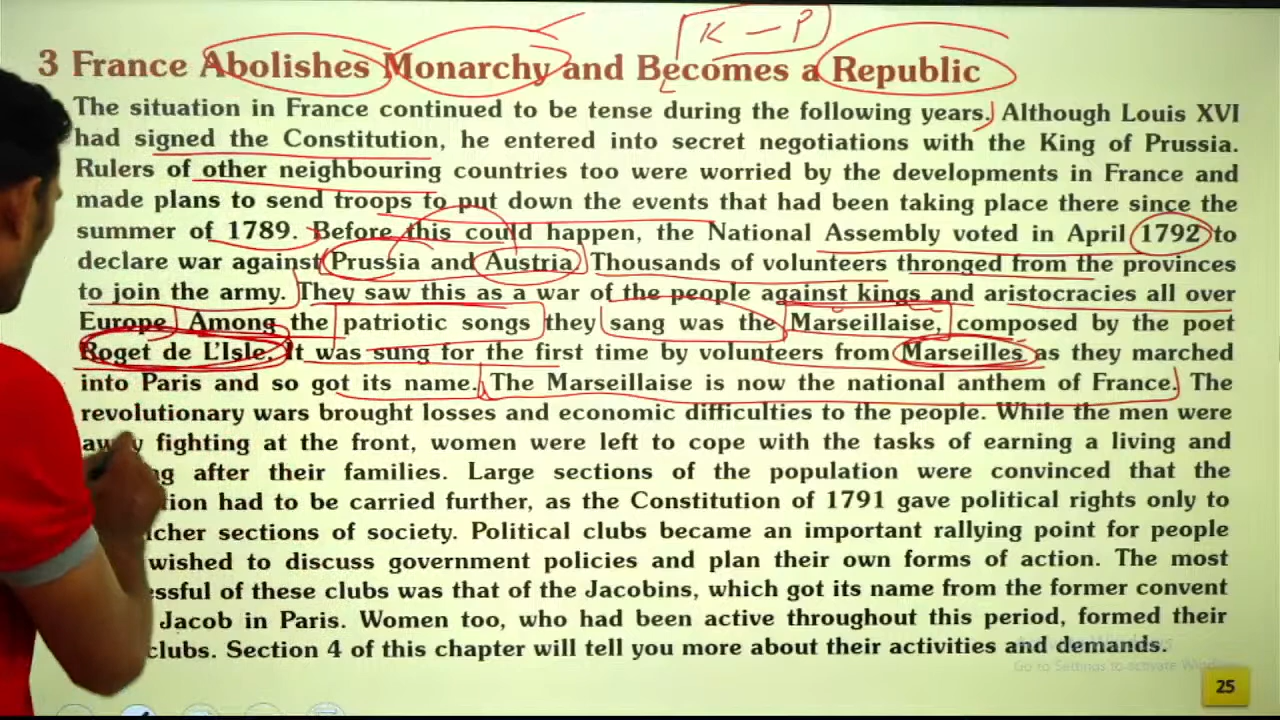 K - P
3 France Abolishes Monarchy and Becomes a Republic
The situation in France continued to be tense during the following years. Although Louis XVI
had signed the Constitution, he entered into secret negotiations with the King of Prussia.
Rulers of other neighbouring countries too were worried by the developments in France and
made plans to send troops to put down the events that had been taking place there since the
summer of 1789. Before this could happen, the National Assembly voted in April 1792 to
declare war against Prussia and Austria. Thousands of volunteers thronged from the provinces
to join the army. They saw this as a war of the people against kings and aristocracies all over
Europe. Among the patriotic songs they sang was the Marseillaise, composed by the poet
Roget de L'Isle. It was sung for the first time by volunteers from Marseilles as they marched
into Paris and so got its name. The Marseillaise is now the national anthem of France. The
revolutionary wars brought losses and economic difficulties to the people. While the men were
away fighting at the front, women were left to cope with the tasks of earning a living and
after their families. Large sections of the population were convinced that the
had to be carried further, as the Constitution of 1791 gave political rights only to
sections of society. Political clubs became an important rallying point for people
wished to discuss government policies and plan their own forms of action. The most
of these clubs was that of the Jacobins, which got its name from the former convent
Jacob in Paris. Women too, who had been active throughout this period, formed their
clubs. Section 4 of this chapter will tell you more about their activities and demands.
Activate Windows
Go to Settings to activate Windows
25